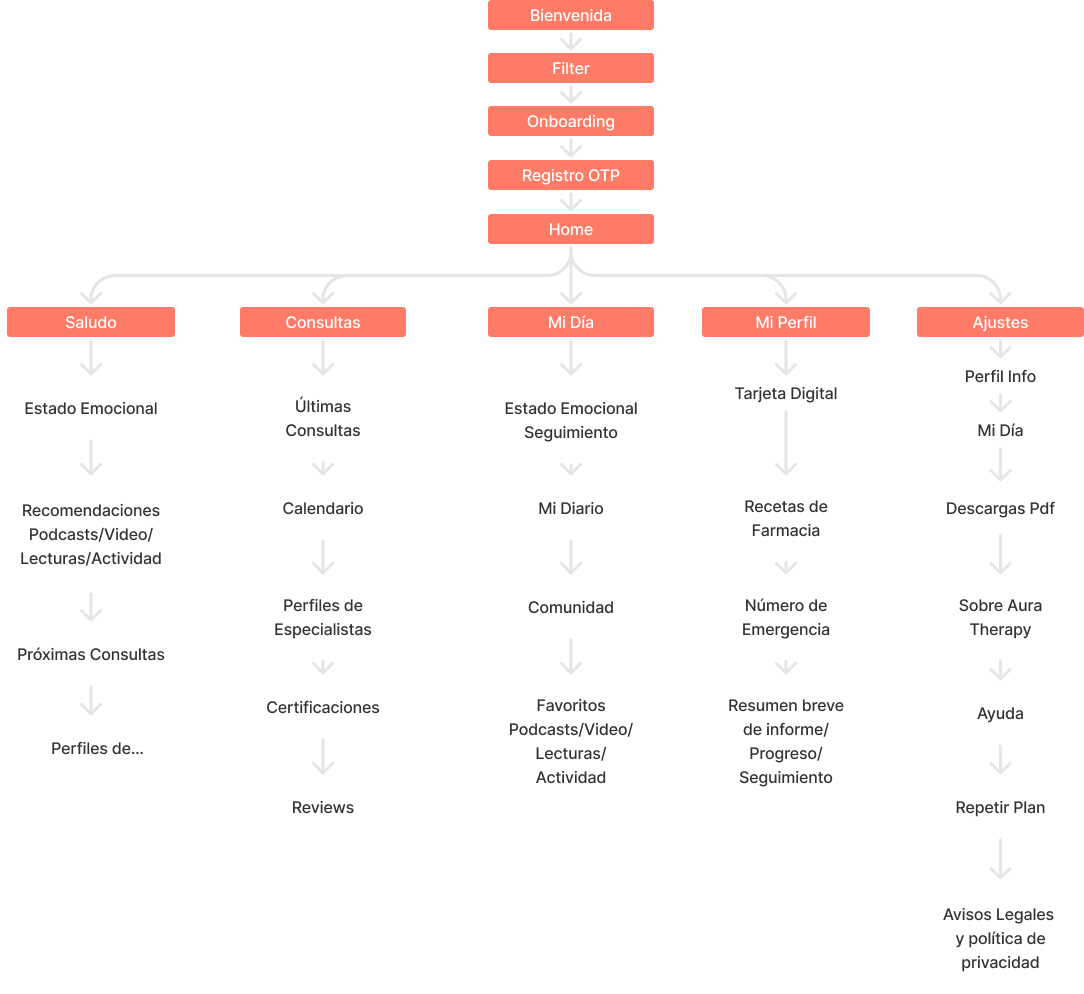 Bienvenida
Filter
Onboarding
Registro OTP
Home
Saludo
Estado Emocional
Recomendaciones
Podcasts/Video/
Lecturas/Actividad
Próximas Consultas
Perfiles de...
Consultas
Últimas
Consultas
Calendario
Perfiles de
Especialistas
Certificaciones
Reviews
Mi Día
Estado Emocional
Seguimiento
Mi Diario
Comunidad
Favoritos
Podcasts/Video/
Lecturas/
Actividad
Mi Perfil
Tarjeta Digital
Recetas de
Farmacia
Número de
Emergencia
Resumen breve
de informe/
Progreso/
Seguimiento
Ajustes
Perfil Info
Mi Día
Descargas Pdf
Sobre Aura
Therapy
Ayuda
Repetir Plan
Avisos Legales
y política de
privacidad